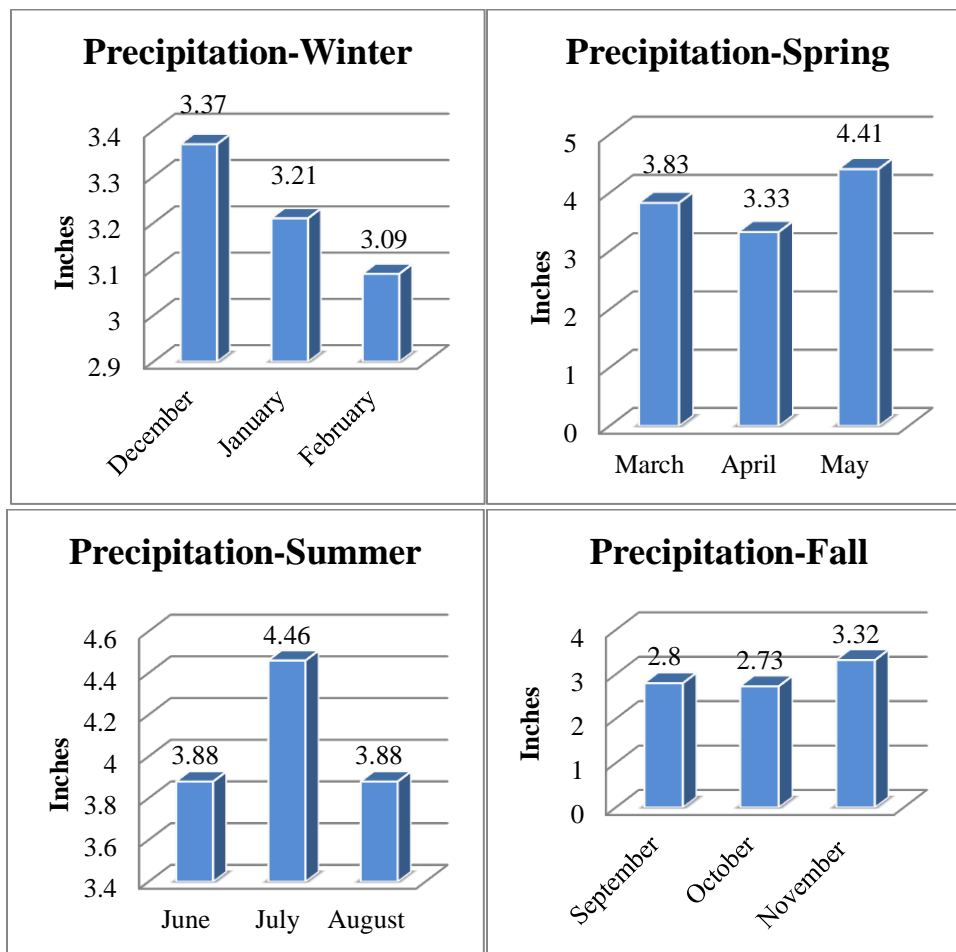 Precipitation-Winter
3.37
3.21
3.09
3.4
3.3
3.2
3.1
3
2.9
Inches
December
January
February
Precipitation-Spring
4.41
3.83
3.33
5
4
3
2
1
0
Inches
March April May
Precipitation-Summer
4.46
3.88
3.88
4.6
4.4
4.2
4
3.8
3.6
3.4
Inches
June July August
Precipitation-Fall
3.32
2.8
2.73
4
3
2
1
0
Inches
September
October
November